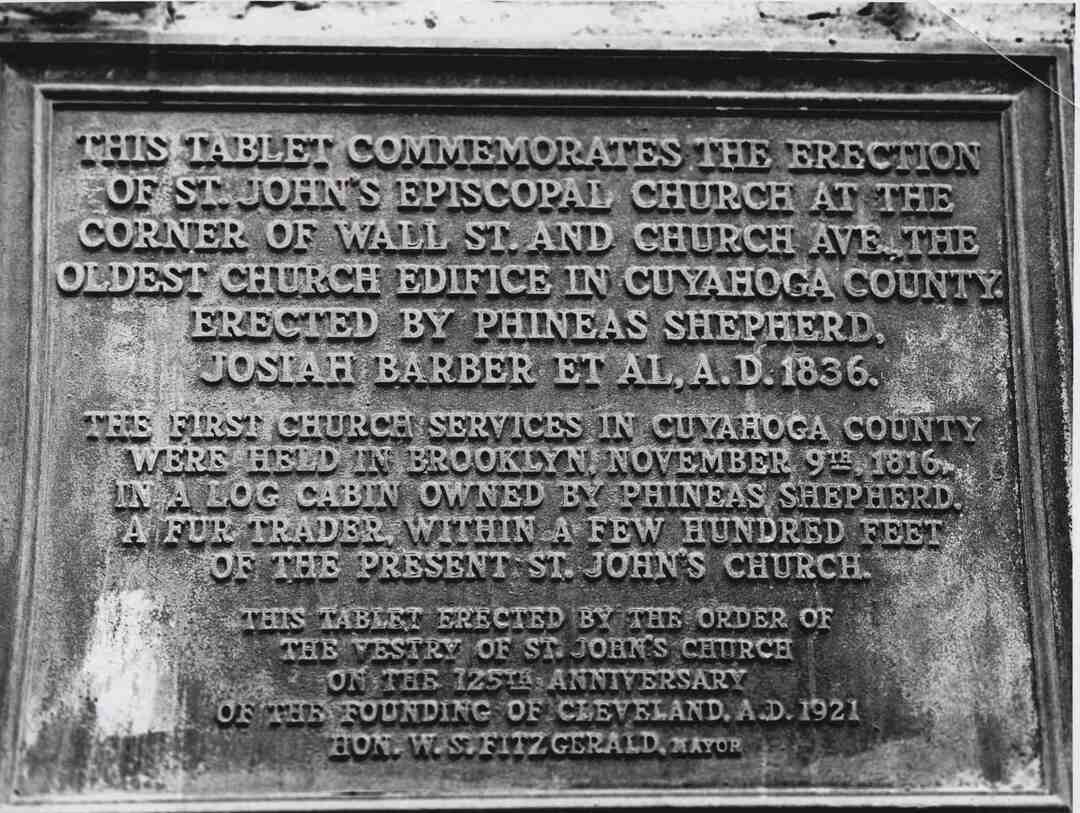 THIS TABLET COMMEMORATES THE ERECTION
OF ST. JOHN'S EPISCOPAL CHURCH AT THE
CORNER OF WALL ST. AND CHURCH AVE., THE
OLDEST CHURCH EDIFICE IN CUYAHOGA COUNTY.
ERECTED BY PHINEAS SHEPHERD,
JOSIAH BARBER ET AL, A.D. 1836.
THE FIRST CHURCH SERVICES IN CUYAHOGA COUNTY
WERE HELD IN BROOKLYN, NOVEMBER 9TH, 1816,
IN A LOG CABIN OWNED BY PHINEAS SHEPHERD.
A FUR TRADER, WITHIN A FEW HUNDRED FEET
OF THE PRESENT ST. JOHN'S CHURCH.
THIS TABLET ERECTED BY THE ORDER OF
THE VESTRY OF ST. JOHN'S CHURCH
ON THE 125TH ANNIVERSARY
OF THE FOUNDING OF CLEVELAND, A.D. 1921
HON. W. S. FITZGERALD, MAYOR